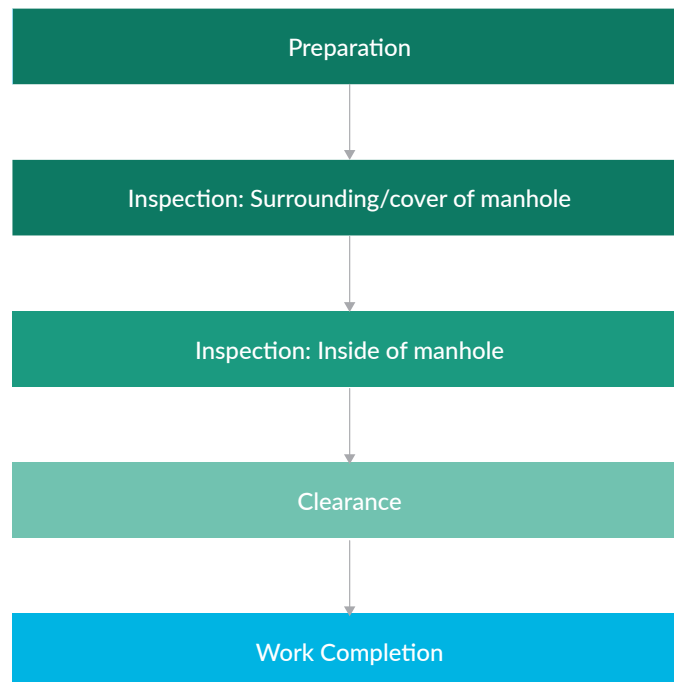 Preparation
Inspection: Surrounding/cover of manhole
Inspection: Inside of manhole
Clearance
Work Completion